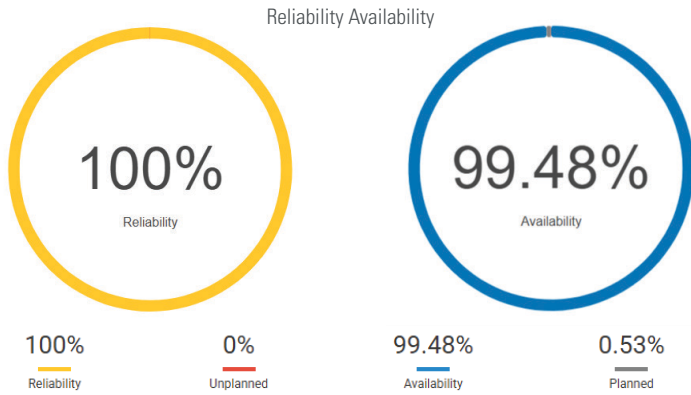 Reliability Availability
100%
Reliability
99.48%
Availability
100%
Reliability
0%
Unplanned
99.48%
Availability
0.53%
Planned